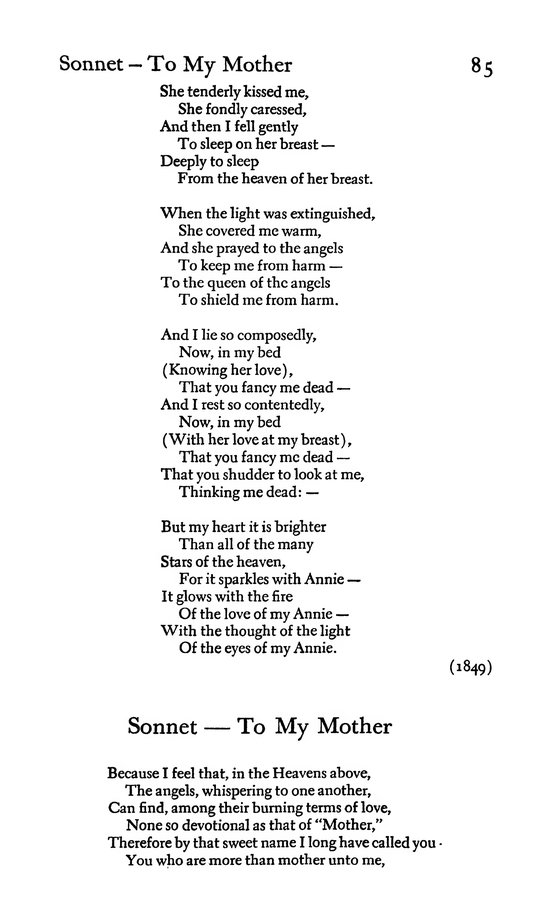 Sonnet – To My Mother 85
She tenderly kissed me,
She fondly caressed,
And then I fell gently
To sleep on her breast —
Deeply to sleep
From the heaven of her breast.
When the light was extinguished,
She covered me warm,
And she prayed to the angels
To keep me from harm —
To the queen of the angels
To shield me from harm.
And I lie so composedly,
Now, in my bed
(Knowing her love),
That you fancy me dead —
And I rest so contentedly,
Now, in my bed
(With her love at my breast),
That you fancy me dead —
That you shudder to look at me,
Thinking me dead: —
But my heart it is brighter
Than all of the many
Stars of the heaven,
For it sparkles with Annie —
It glows with the fire
Of the love of my Annie —
With the thought of the light
Of the eyes of my Annie.
(1849)
Sonnet — To My Mother
Because I feel that, in the Heavens above,
The angels, whispering to one another,
Can find, among their burning terms of love,
None so devotional as that of “Mother,”
Therefore by that sweet name I long have called you -
You who are more than mother unto me,